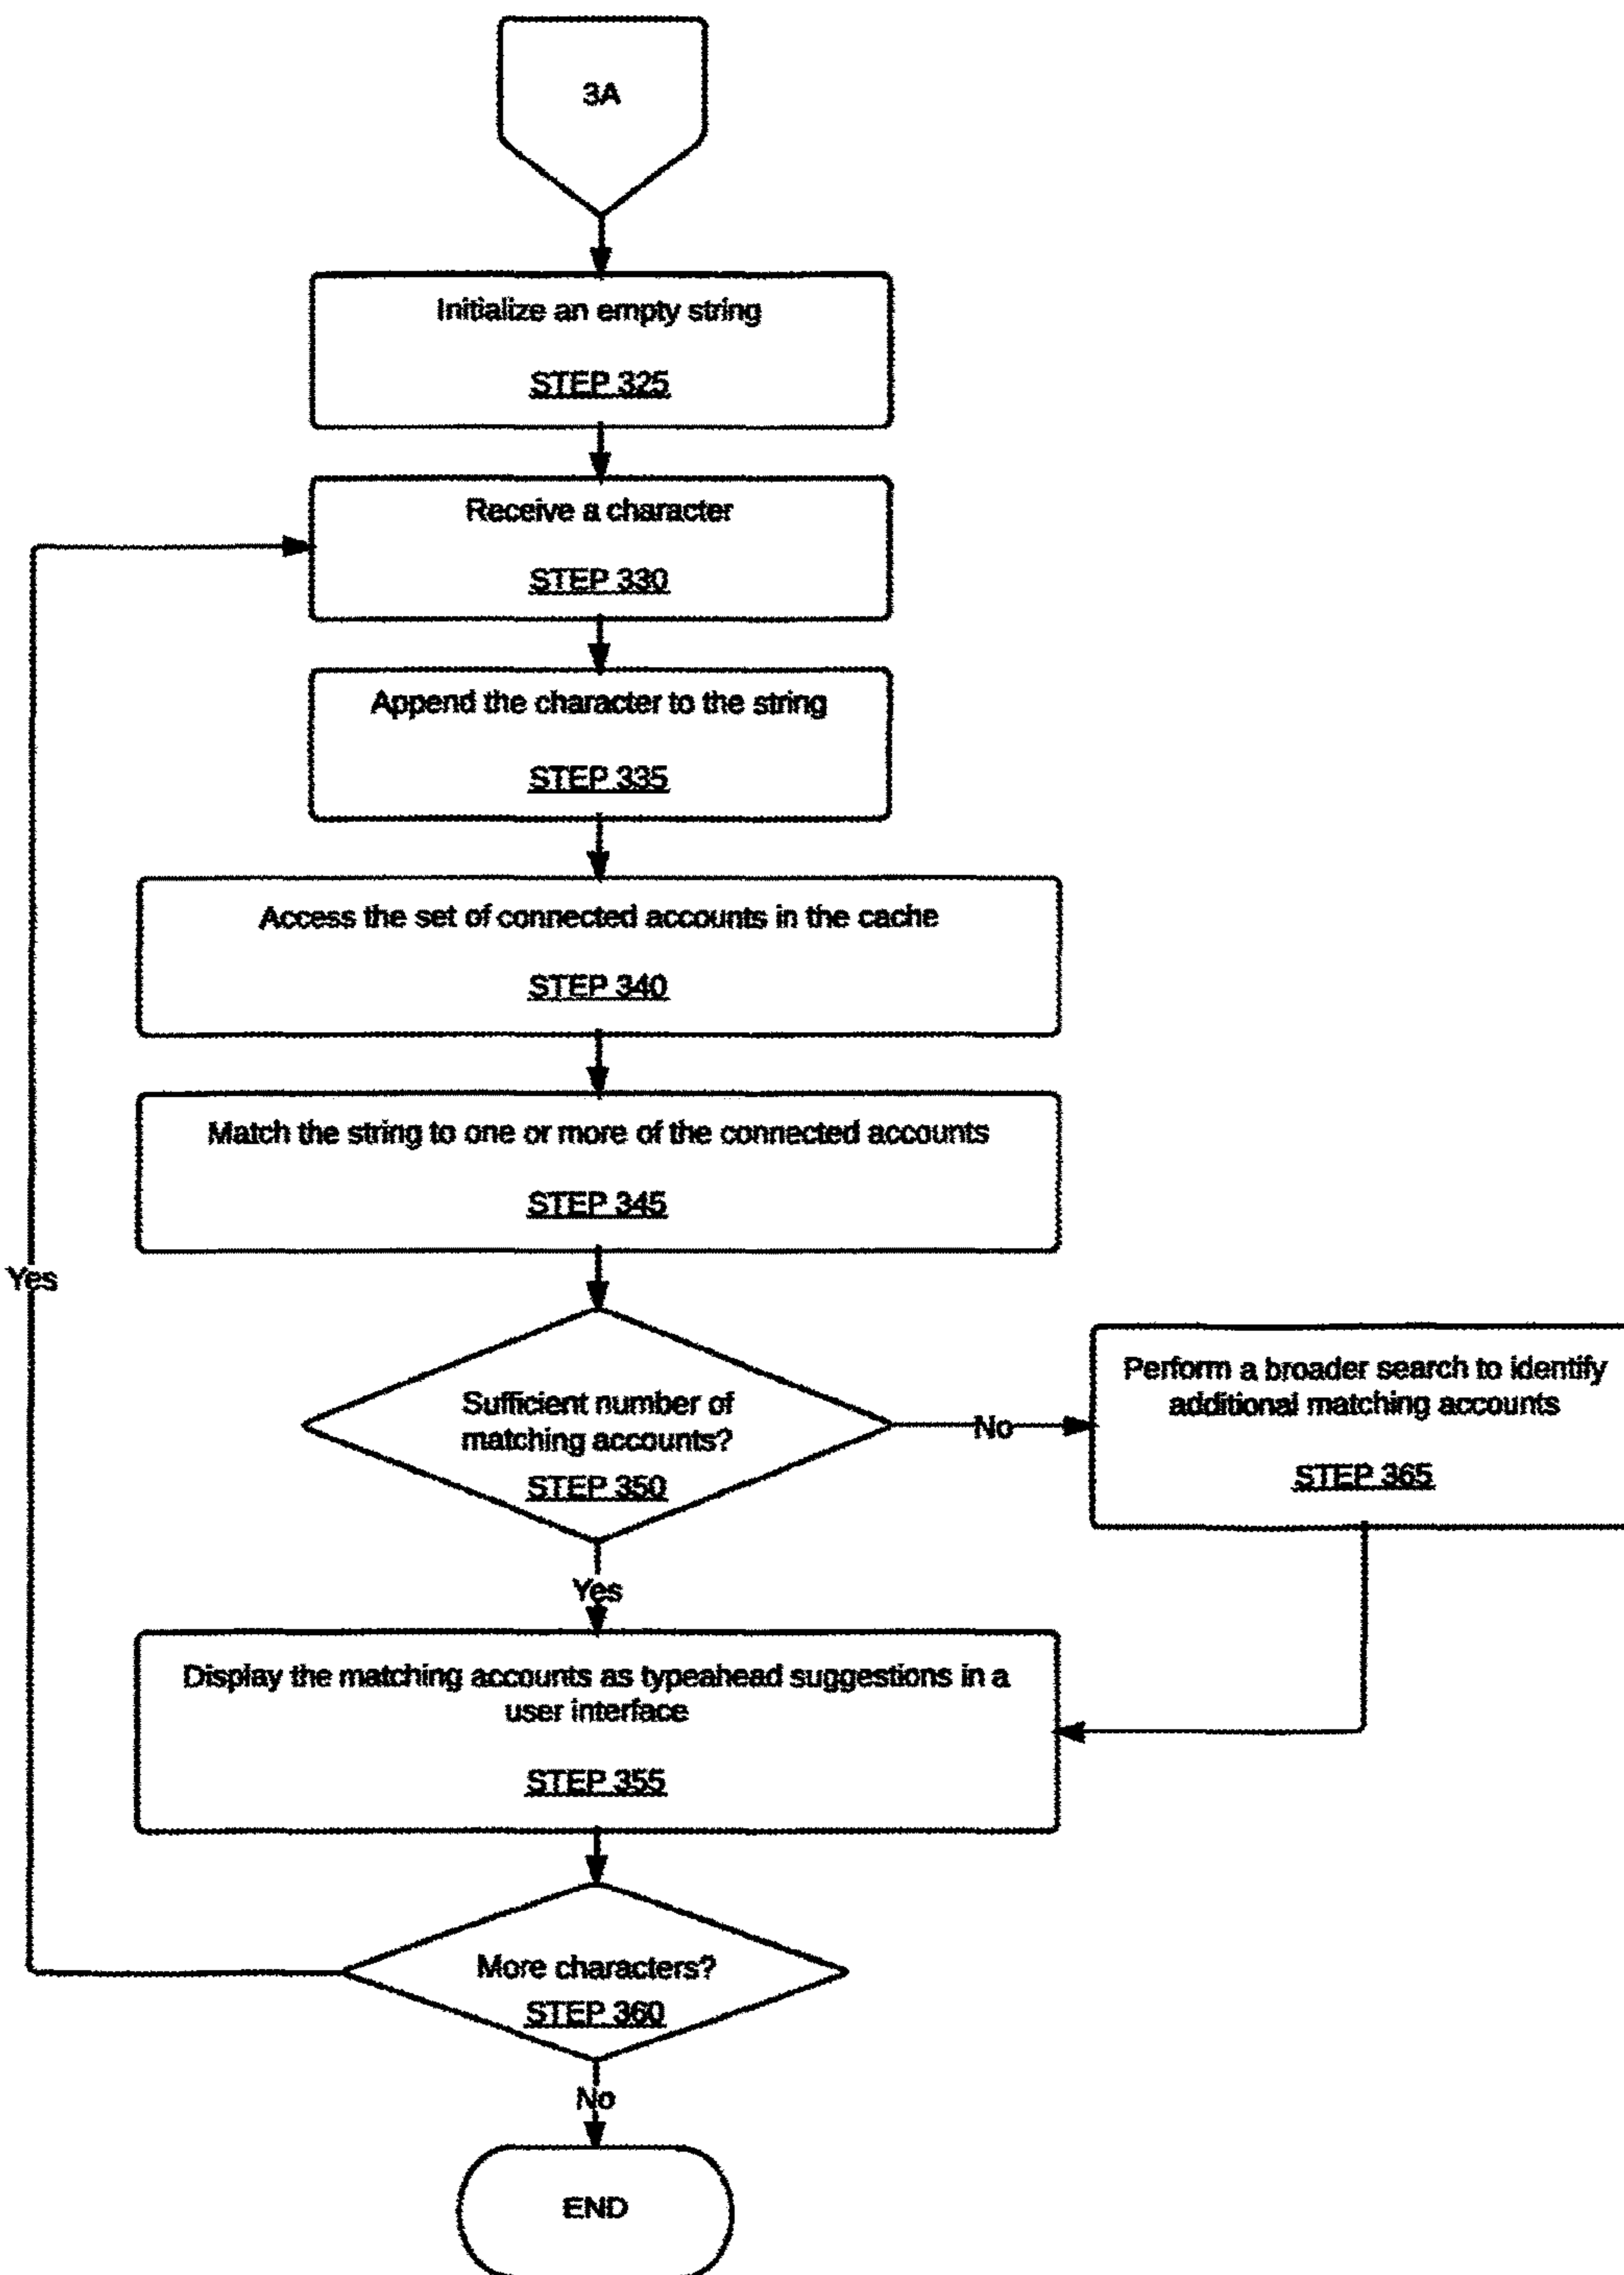 3A
Initialize an empty string
STEP 325
Receive a character
STEP 330
Append the character to the string
STEP 335
Access the set of connected accounts in the cache
STEP 340
Match the string to one or more of the connected accounts
STEP 345
Yes
Sufficient number of
matching accounts?
STEP 350
No
Perform a broader search to identify
additional matching accounts
STEP 365
Yes
Display the matching accounts as typeahead suggestions in a
user interface
STEP 355
More characters?
STEP 360
No
END